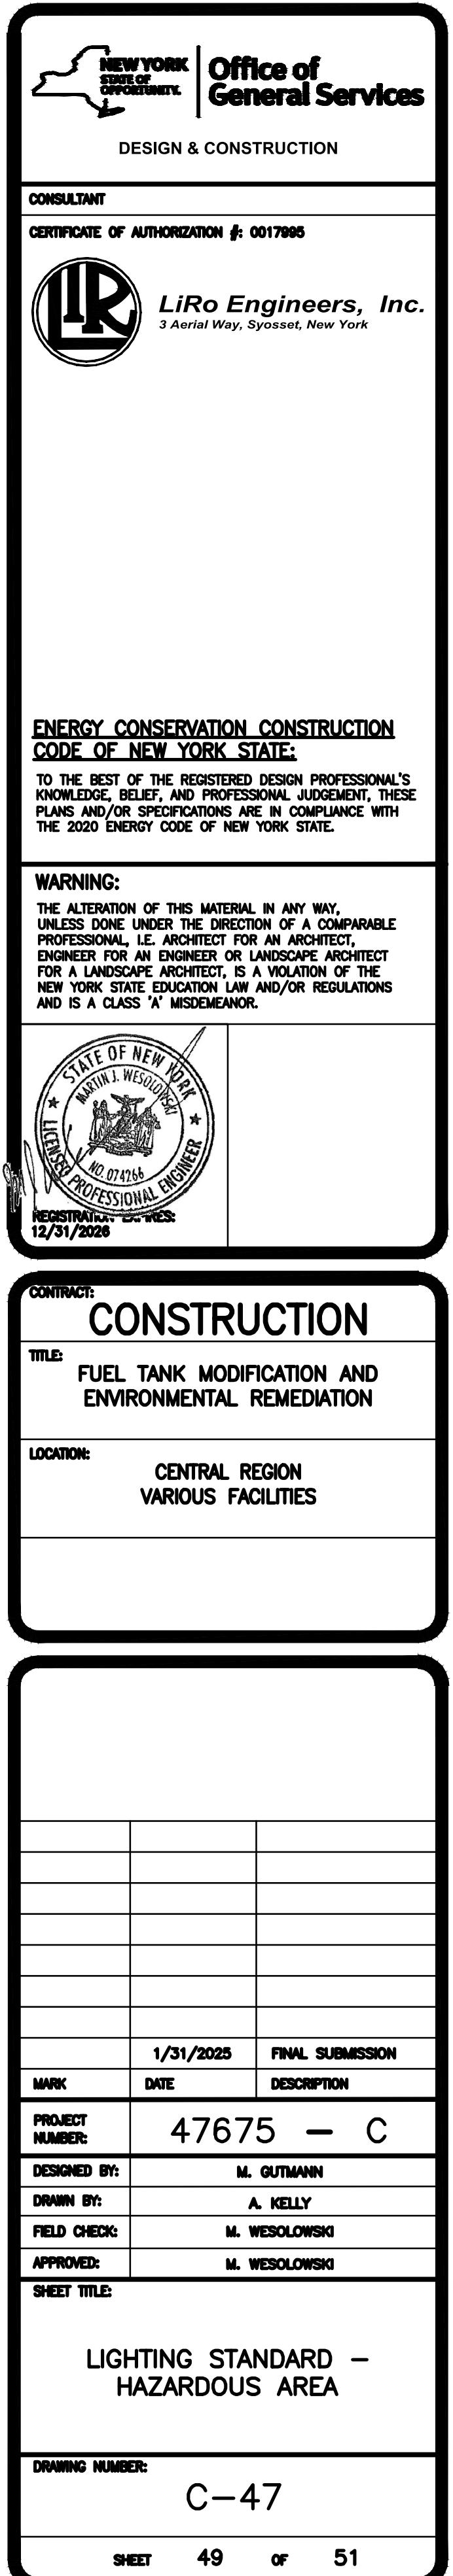 NEW YORK
STATE OF
OPPORTUNITY.
Office of
General Services
DESIGN & CONSTRUCTION
CONSULTANT
CERTIFICATE OF AUTHORIZATION #: 0017995
LiRo
LiRo Engineers, Inc.
3 Aerial Way, Syosset, New York
ENERGY CONSERVATION CONSTRUCTION
CODE OF NEW YORK STATE:
TO THE BEST OF THE REGISTERED DESIGN PROFESSIONAL'S
KNOWLEDGE, BELIEF, AND PROFESSIONAL JUDGEMENT, THESE
PLANS AND/OR SPECIFICATIONS ARE IN COMPLIANCE WITH
THE 2020 ENERGY CODE OF NEW YORK STATE.
WARNING:
THE ALTERATION OF THIS MATERIAL IN ANY WAY,
UNLESS DONE UNDER THE DIRECTION OF A COMPARABLE
PROFESSIONAL, I.E. ARCHITECT FOR AN ARCHITECT,
ENGINEER FOR AN ENGINEER OR LANDSCAPE ARCHITECT
FOR A LANDSCAPE ARCHITECT, IS A VIOLATION OF THE
NEW YORK STATE EDUCATION LAW AND/OR REGULATIONS
AND IS A CLASS 'A' MISDEMEANOR.
STATE OF NEW YORK
MARTIN J. WESOLOWSKI
NO. 074266
LICENSED PROFESSIONAL ENGINEER
REGISTRATION EXPIRES:
12/31/2026
CONTRACT:
CONSTRUCTION
TITLE:
FUEL TANK MODIFICATION AND
ENVIRONMENTAL REMEDIATION
LOCATION:
CENTRAL REGION
VARIOUS FACILITIES
1/31/2025 FINAL SUBMISSION
MARK DATE DESCRIPTION
PROJECT
NUMBER:
47675 - C
DESIGNED BY: M. GUTMANN
DRAWN BY: A. KELLY
FIELD CHECK: M. WESOLOWSKI
APPROVED: M. WESOLOWSKI
SHEET TITLE:
LIGHTING STANDARD -
HAZARDOUS AREA
DRAWING NUMBER:
C-47
SHEET 49 OF 51